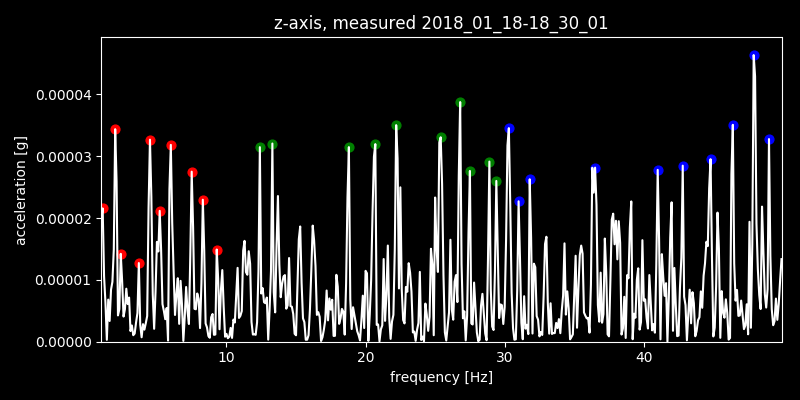 z-axis, measured 2018_01_18-18_30_01
0.00004
0.00003
0.00002
0.00001
0.00000
acceleration [g]
10 20 30 40
frequency [Hz]